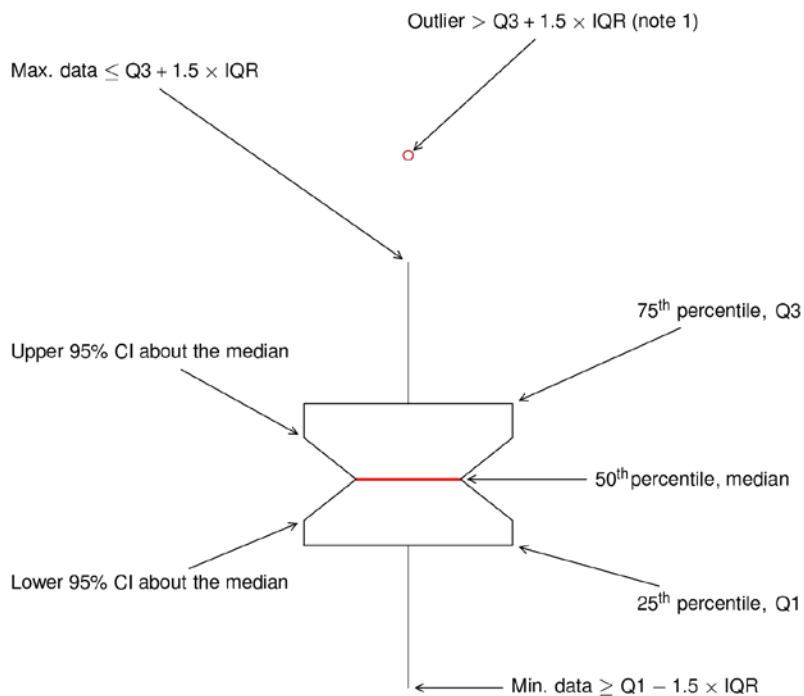 Outlier > Q3 + 1.5 × IQR (note 1)
Max. data ≤ Q3 + 1.5 × IQR
75th percentile, Q3
Upper 95% CI about the median
50th percentile, median
Lower 95% CI about the median
25th percentile, Q1
Min. data ≥ Q1 − 1.5 × IQR